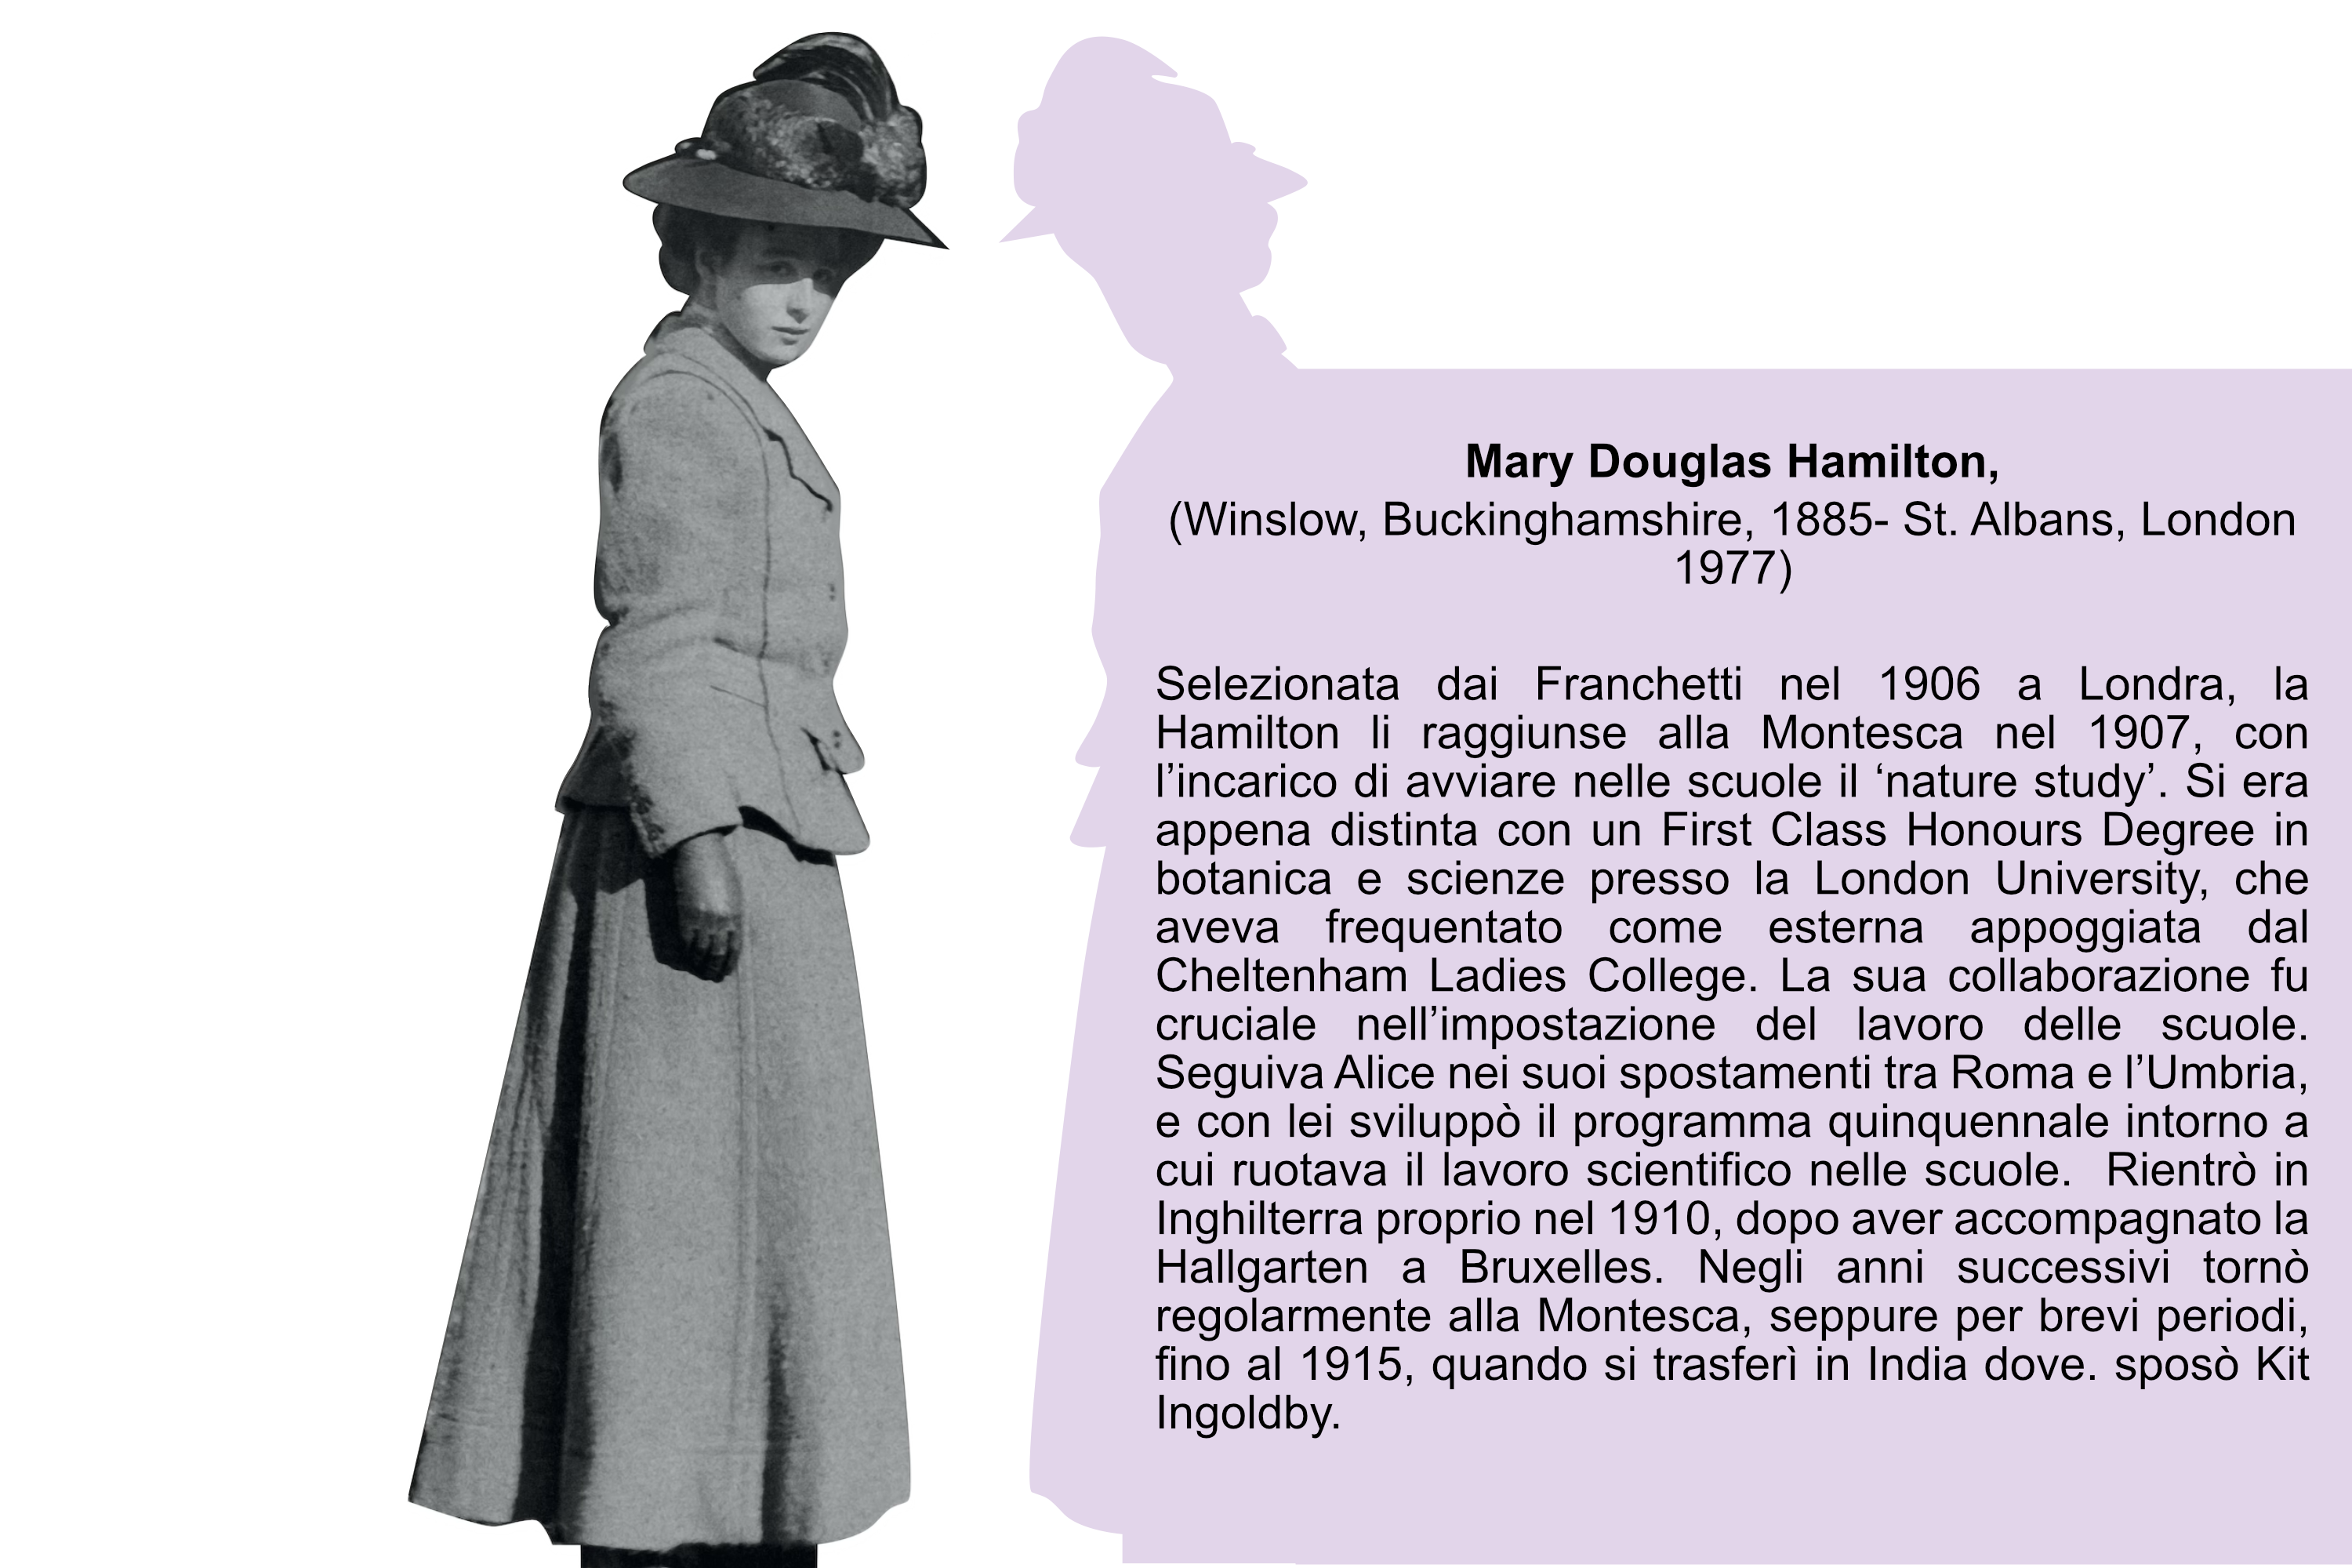 Mary Douglas Hamilton,
(Winslow, Buckinghamshire, 1885- St. Albans, London
1977)
Selezionata dai Franchetti nel 1906 a Londra, la
Hamilton li raggiunse alla Montesca nel 1907, con
l’incarico di avviare nelle scuole il ‘nature study’. Si era
appena distinta con un First Class Honours Degree in
botanica e scienze presso la London University, che
aveva frequentato come esterna appoggiata dal
Cheltenham Ladies College. La sua collaborazione fu
cruciale nell’impostazione del lavoro delle scuole.
Seguiva Alice nei suoi spostamenti tra Roma e l’Umbria,
e con lei sviluppò il programma quinquennale intorno a
cui ruotava il lavoro scientifico nelle scuole.  Rientrò in
Inghilterra proprio nel 1910, dopo aver accompagnato la
Hallgarten a Bruxelles. Negli anni successivi tornò
regolarmente alla Montesca, seppure per brevi periodi,
fino al 1915, quando si trasferì in India dove. sposò Kit
Ingoldby.